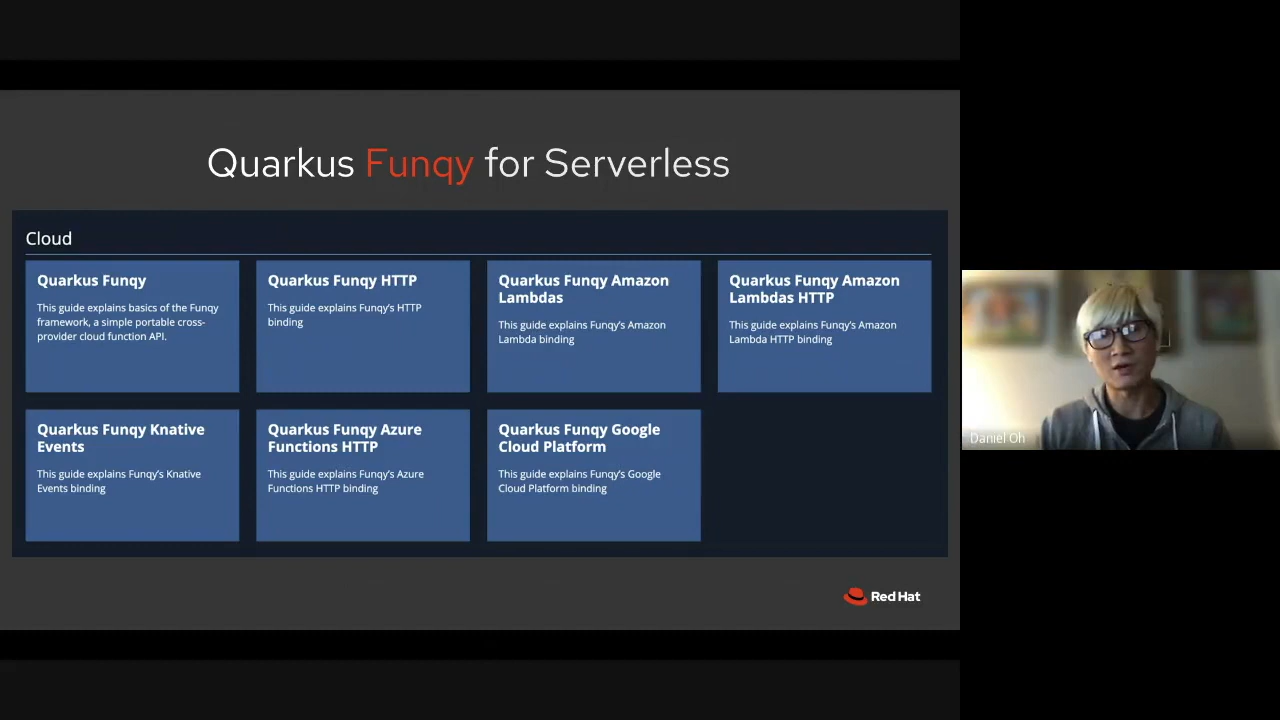 Quarkus Funqy for Serverless
Cloud
Quarkus Funqy
This guide explains basics of the Funqy
framework, a simple portable cross-
provider cloud function API.
Quarkus Funqy HTTP
This guide explains Funqy's HTTP
binding
Quarkus Funqy Amazon
Lambdas
This guide explains Funqy's Amazon
Lambda binding
Quarkus Funqy Amazon
Lambdas HTTP
This guide explains Funqy's Amazon
Lambda HTTP binding
Quarkus Funqy Knative
Events
This guide explains Funqy's Knative
Events binding
Quarkus Funqy Azure
Functions HTTP
This guide explains Funqy's Azure
Functions HTTP binding
Quarkus Funqy Google
Cloud Platform
This guide explains Funqy's Google
Cloud Platform binding
Red Hat
Daniel Oh